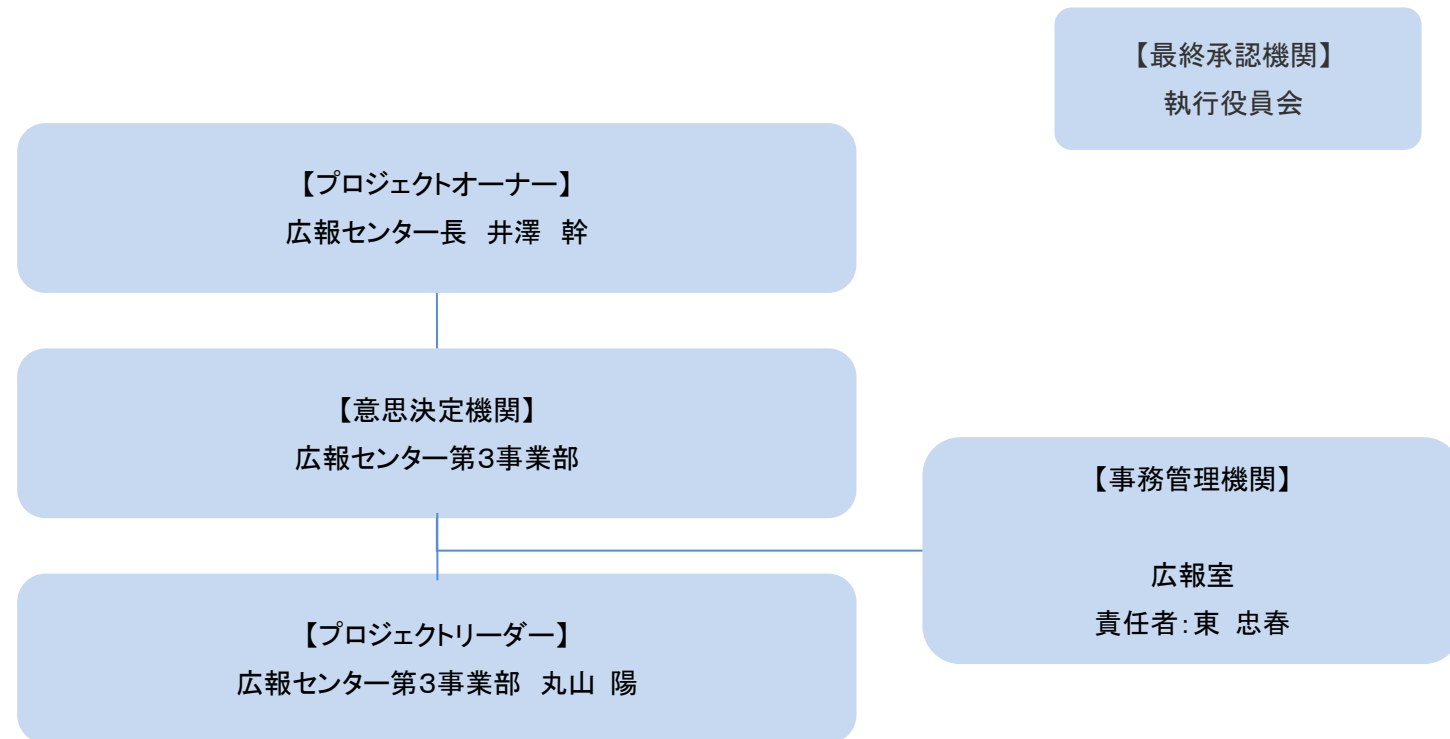 【最終承認機関】
執行役員会
【プロジェクトオーナー】
広報センター長　井澤　幹
【意思決定機関】
広報センター第3事業部
【事務管理機関】
広報室
責任者：東　忠春
【プロジェクトリーダー】
広報センター第3事業部　丸山　陽